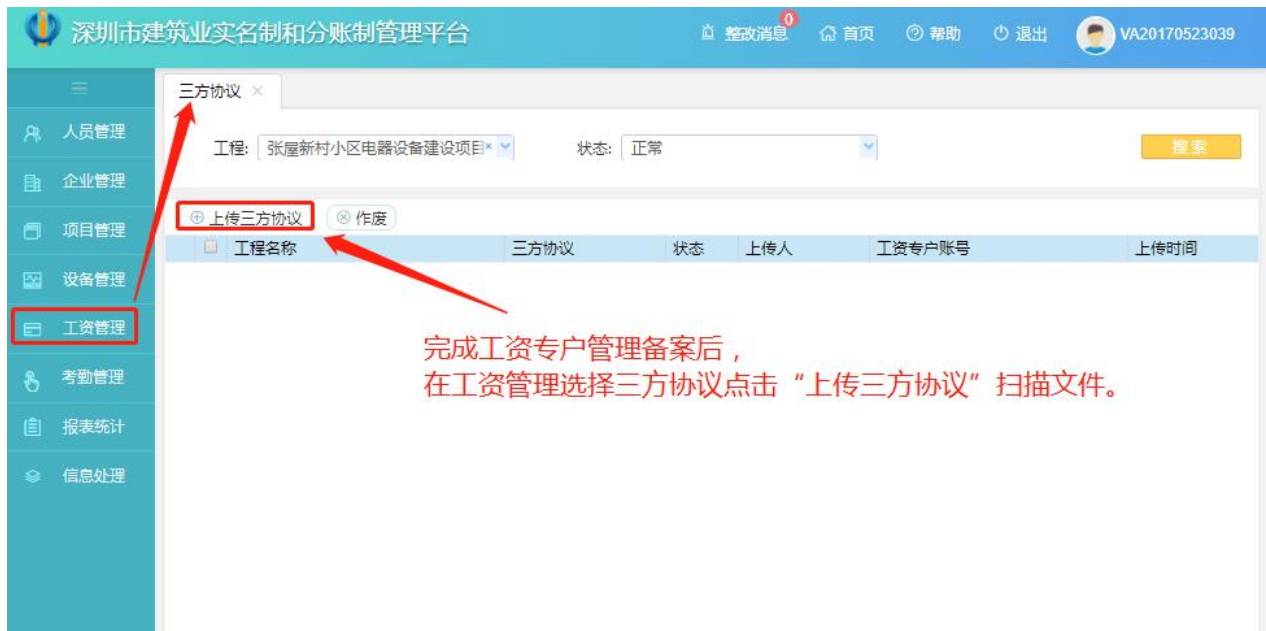 深圳市建筑业实名制和分账制管理平台
整改消息 0 首页 帮助 退出 VA20170523039
三方协议 ×
人员管理
企业管理
项目管理
设备管理
工资管理
考勤管理
报表统计
信息处理
工程: 张屋新村小区电器设备建设项目× 状态: 正常 搜索
上传三方协议 作废
工程名称 三方协议 状态 上传人 工资专户账号 上传时间
完成工资专户管理备案后，
在工资管理选择三方协议点击“上传三方协议”扫描文件。